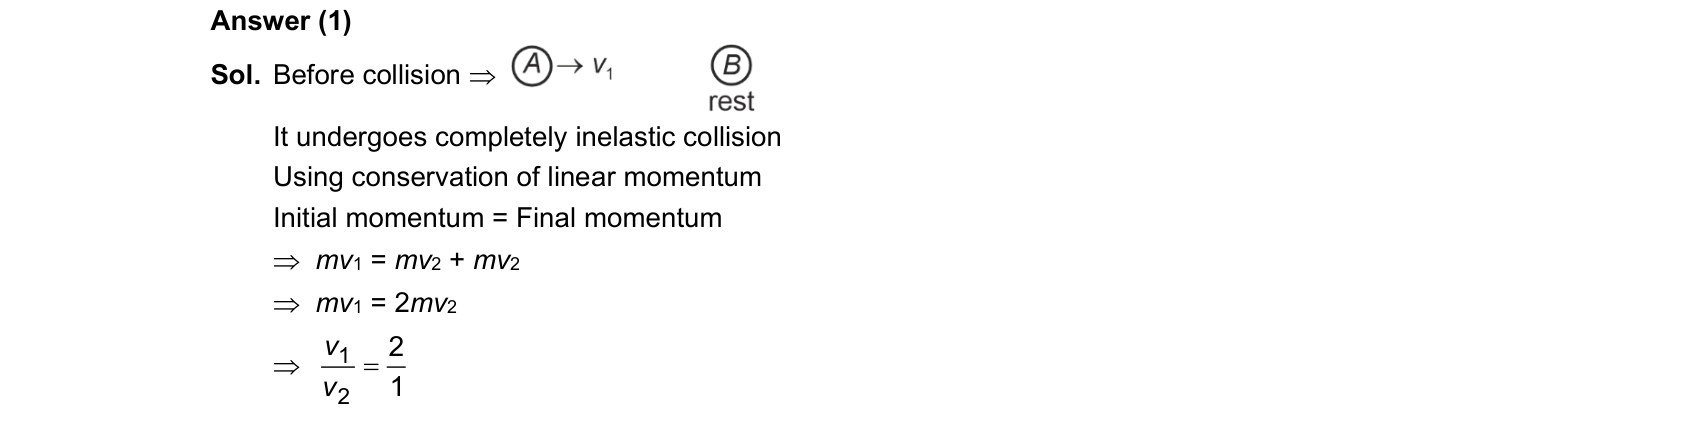 Answer (1)
Sol. Before collision ⇒ A → v₁ B
rest
It undergoes completely inelastic collision
Using conservation of linear momentum
Initial momentum = Final momentum
⇒ mv₁ = mv₂ + mv₂
⇒ mv₁ = 2mv₂
⇒ v₁/v₂ = 2/1